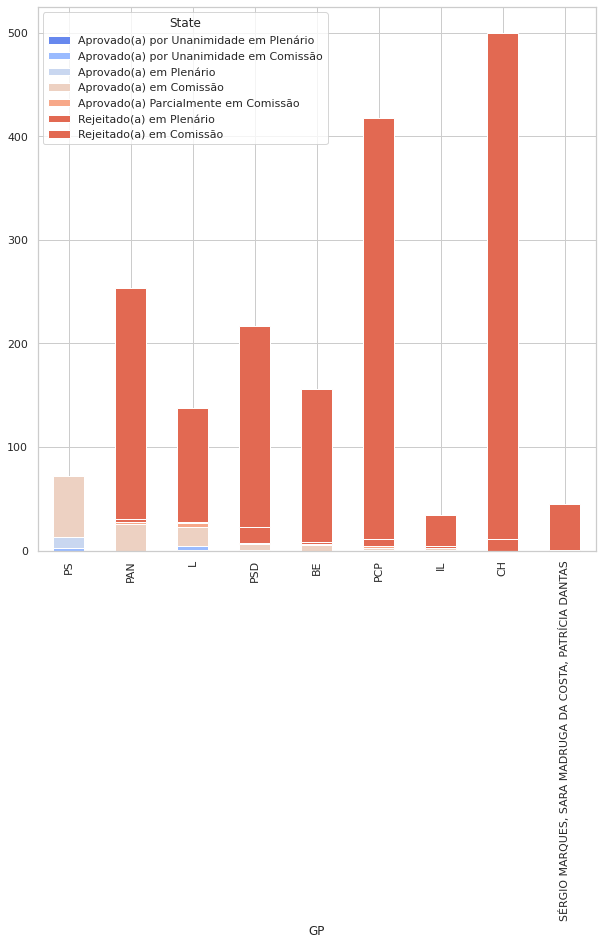 State
Aprovado(a) por Unanimidade em Plenário
Aprovado(a) por Unanimidade em Comissão
Aprovado(a) em Plenário
Aprovado(a) em Comissão
Aprovado(a) Parcialmente em Comissão
Rejeitado(a) em Plenário
Rejeitado(a) em Comissão
500
400
300
200
100
0
PS
PAN
L
PSD
BE
PCP
IL
CH
SÉRGIO MARQUES, SARA MADRUGA DA COSTA, PATRÍCIA DANTAS
GP